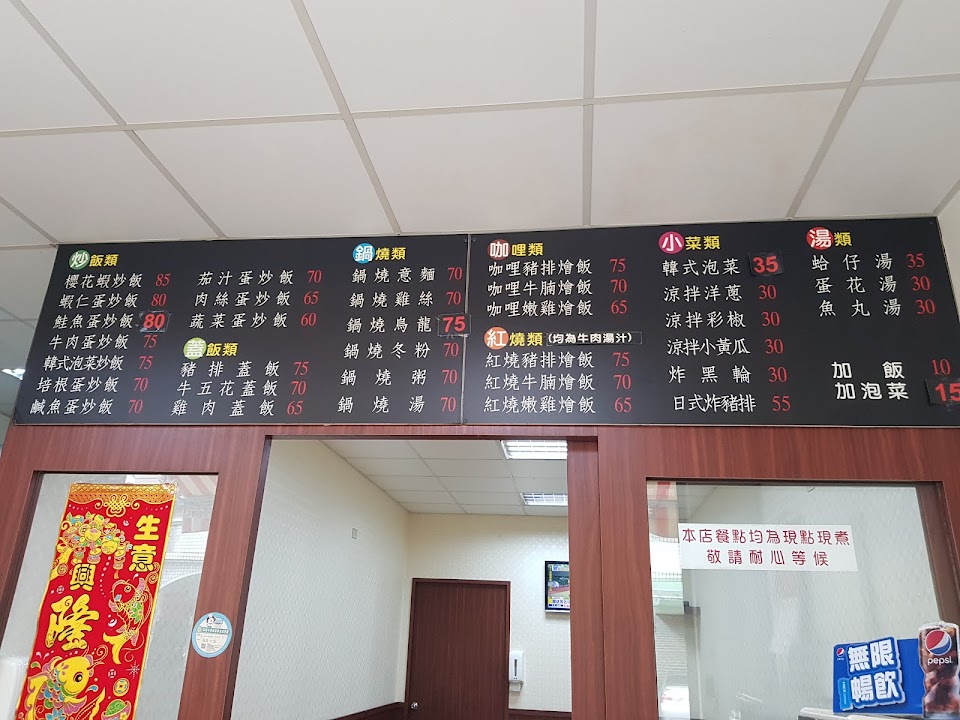 炒飯類
櫻花蝦炒飯 85
蝦仁蛋炒飯 80
鮭魚蛋炒飯 80
牛肉蛋炒飯 75
韓式泡菜炒飯 75
培根蛋炒飯 70
鹹魚蛋炒飯 70
茄汁蛋炒飯 70
肉絲蛋炒飯 65
蔬菜蛋炒飯 60
蓋飯類
豬排蓋飯 75
牛五花蓋飯 70
雞肉蓋飯 65
鍋燒類
鍋燒意麵 70
鍋燒雞絲 70
鍋燒烏龍 75
鍋燒冬粉 70
鍋燒粥 70
鍋燒湯 70
咖哩類
咖哩豬排燴飯 75
咖哩牛腩燴飯 70
咖哩嫩雞燴飯 65
紅燒類(均為牛肉湯汁)
紅燒豬排燴飯 75
紅燒牛腩燴飯 70
紅燒嫩雞燴飯 65
小菜類
韓式泡菜 35
涼拌洋蔥 30
涼拌彩椒 30
涼拌小黃瓜 30
炸黑輪 30
日式炸豬排 55
湯類
蛤仔湯 35
蛋花湯 30
魚丸湯 30
加飯 10
加泡菜 15
生意興隆
本店餐點均為現點現煮
敬請耐心等候
無限
暢飲
pepsi